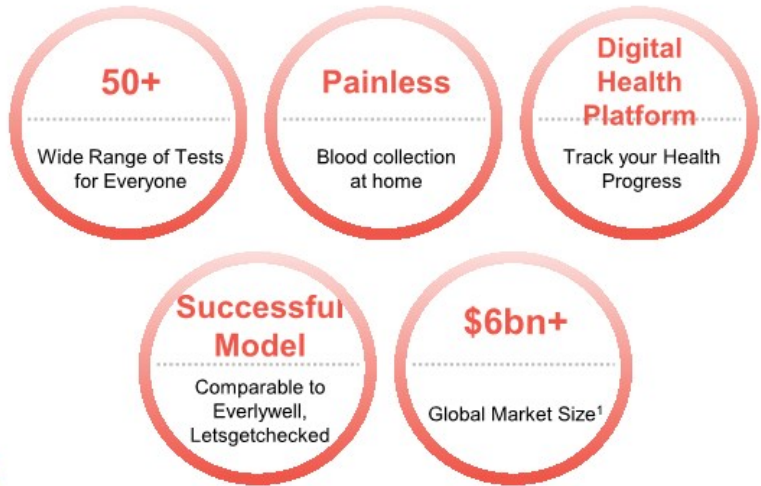 50+
Wide Range of Tests
for Everyone
Painless
Blood collection
at home
Digital
Health
Platform
Track your Health
Progress
Successful
Model
Comparable to
Everlywell,
Letsgetchecked
$6bn+
Global Market Size¹